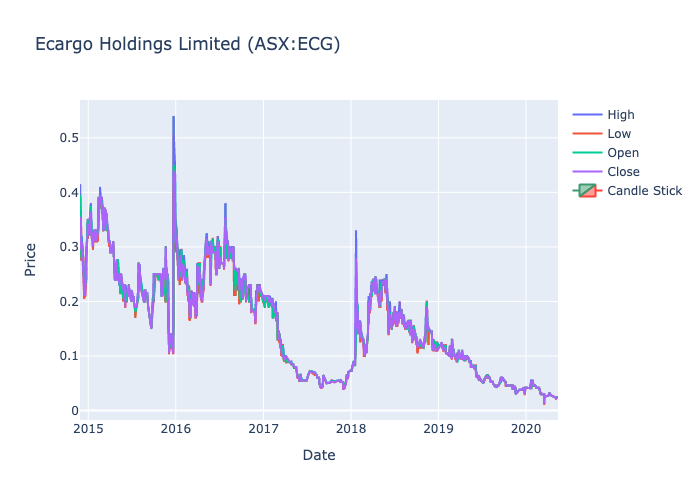 Ecargo Holdings Limited (ASX:ECG)
High
Low
Open
Close
Candle Stick
Price
0.5
0.4
0.3
0.2
0.1
0
2015 2016 2017 2018 2019 2020
Date